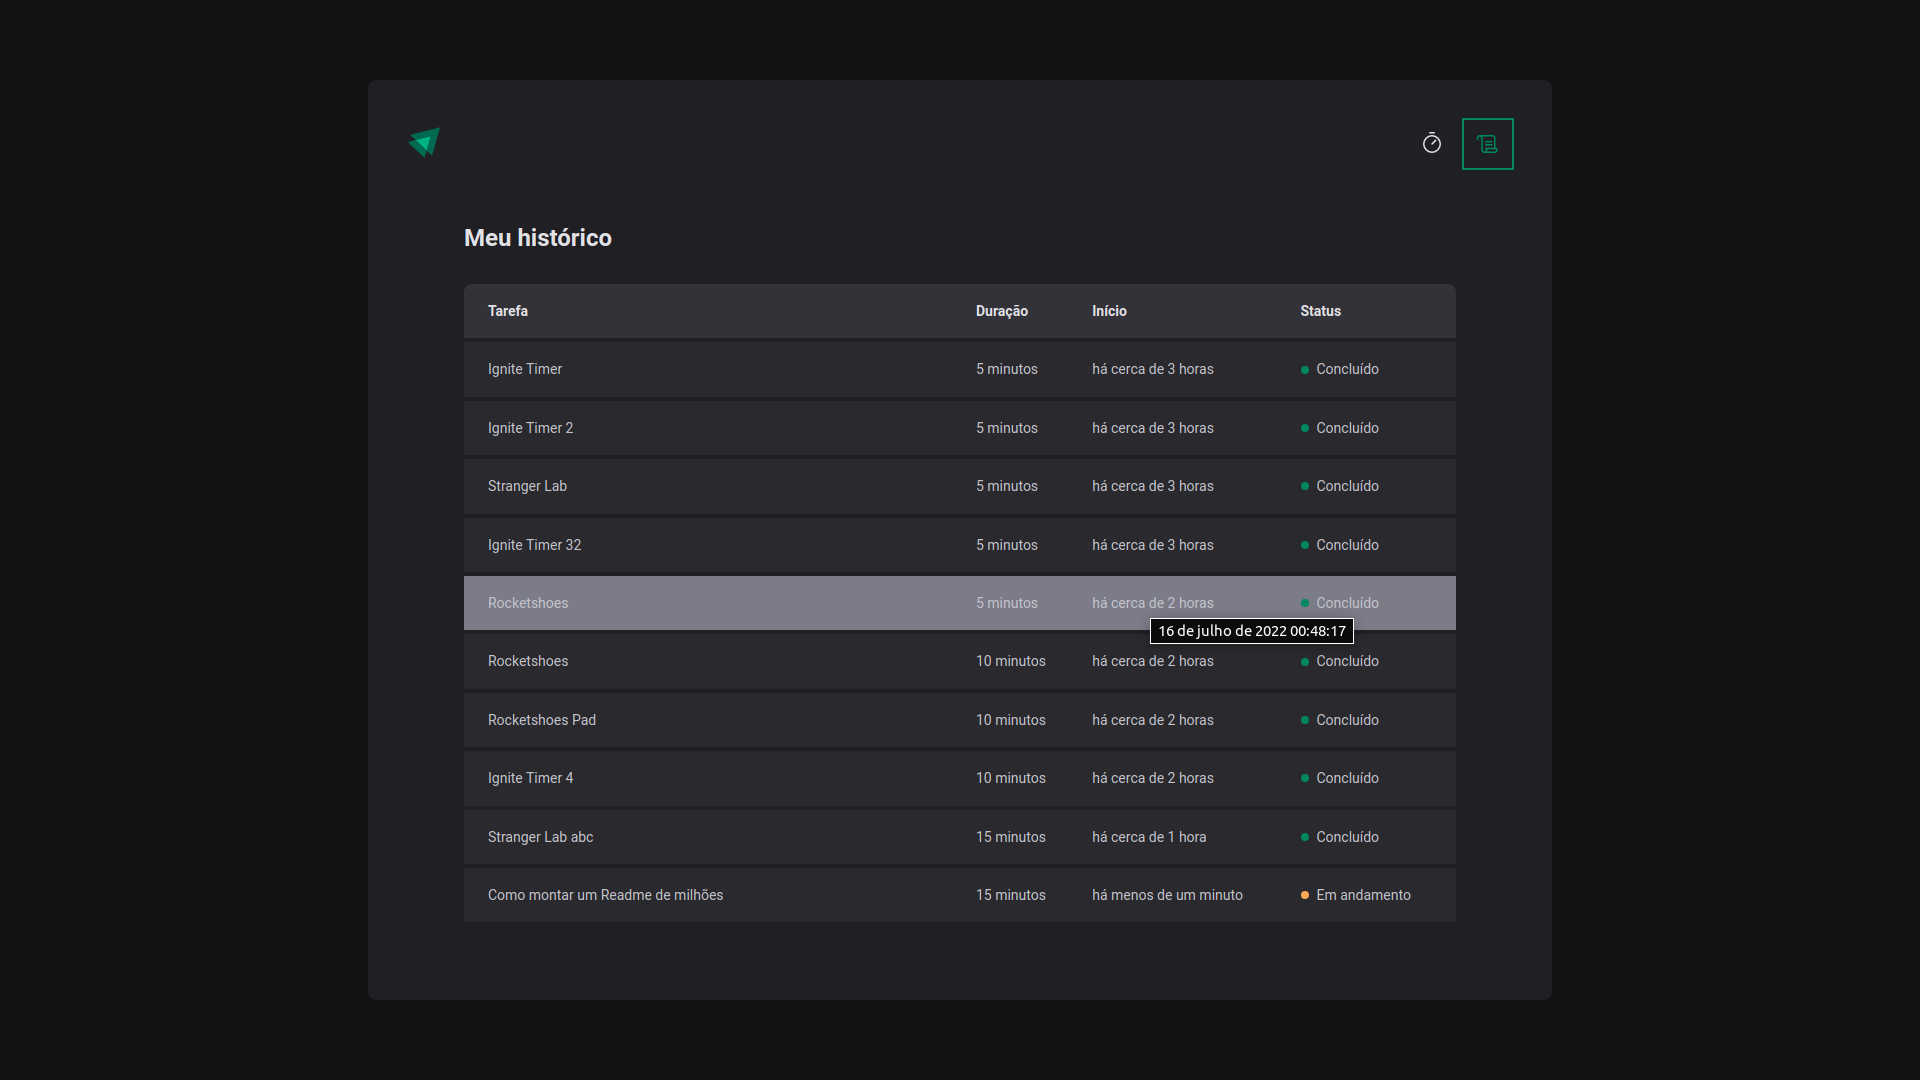 Meu histórico
Tarefa Duração Início Status
Ignite Timer 5 minutos há cerca de 3 horas Concluído
Ignite Timer 2 5 minutos há cerca de 3 horas Concluído
Stranger Lab 5 minutos há cerca de 3 horas Concluído
Ignite Timer 32 5 minutos há cerca de 3 horas Concluído
Rocketshoes 5 minutos há cerca de 2 horas Concluído
16 de julho de 2022 00:48:17
Rocketshoes 10 minutos há cerca de 2 horas Concluído
Rocketshoes Pad 10 minutos há cerca de 2 horas Concluído
Ignite Timer 4 10 minutos há cerca de 2 horas Concluído
Stranger Lab abc 15 minutos há cerca de 1 hora Concluído
Como montar um Readme de milhões 15 minutos há menos de um minuto Em andamento